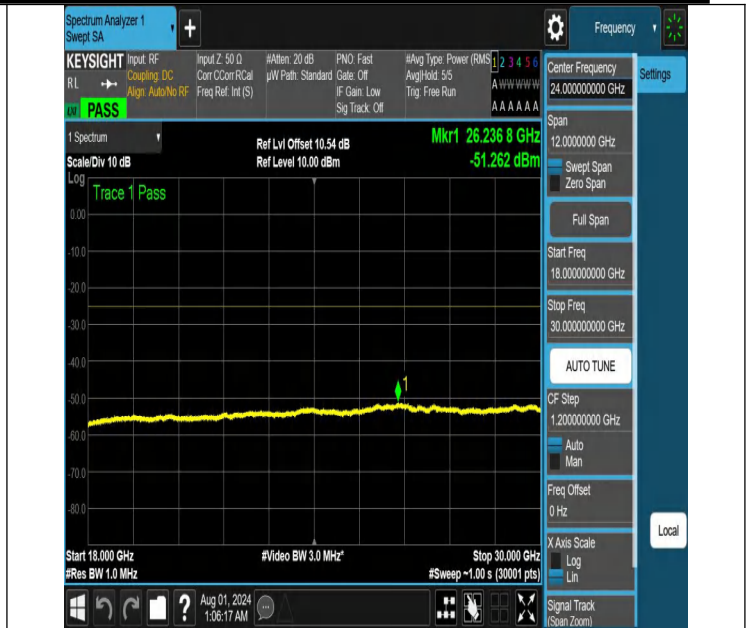 Spectrum Analyzer 1
Swept SA
+
Frequency
KEYSIGHT
RL
PASS
Input: RF
Coupling: DC
Align: Auto/No RF
Input Z: 50 Ω
Corr CCorr RCal
Freq Ref: Int (S)
#Atten: 20 dB
µW Path: Standard
PNO: Fast
Gate: Off
IF Gain: Low
Sig Track: Off
#Avg Type: Power (RMS
Avg|Hold: 5/5
Trig: Free Run
1 2 3 4 5 6
A W W W W W
A A A A A A
1 Spectrum
Scale/Div 10 dB
Ref Lvl Offset 10.54 dB
Ref Level 10.00 dBm
Mkr1 26.236 8 GHz
-51.262 dBm
Log
Trace 1 Pass
0.00
-10.0
-20.0
-30.0
-40.0
-50.0
-60.0
-70.0
-80.0
1
Start 18.000 GHz
#Res BW 1.0 MHz
#Video BW 3.0 MHz*
Stop 30.000 GHz
#Sweep ~1.00 s (30001 pts)
?
Aug 01, 2024
1:06:17 AM
Center Frequency
24.000000000 GHz
Settings
Span
12.0000000 GHz
Swept Span
Zero Span
Full Span
Start Freq
18.000000000 GHz
Stop Freq
30.000000000 GHz
AUTO TUNE
CF Step
1.200000000 GHz
Auto
Man
Freq Offset
0 Hz
Local
X Axis Scale
Log
Lin
Signal Track
(Span Zoom)